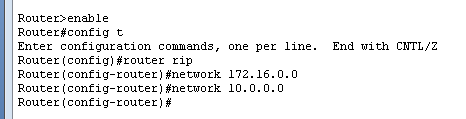 Router>enable
Router#config t
Enter configuration commands, one per line.  End with CNTL/Z
Router(config)#router rip
Router(config-router)#network 172.16.0.0
Router(config-router)#network 10.0.0.0
Router(config-router)#